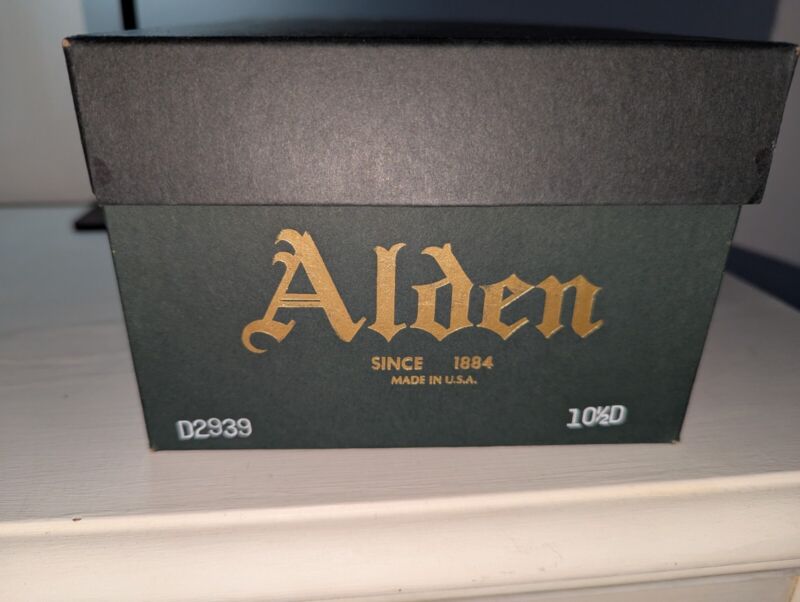 Alden
SINCE 1884
MADE IN U.S.A.
D2939 10½D